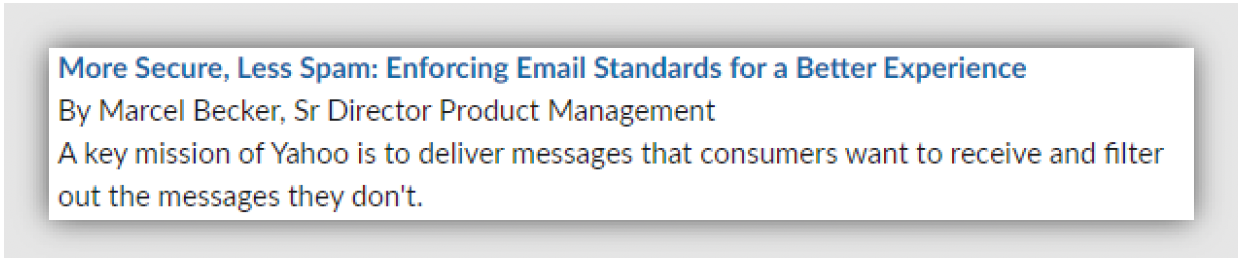 More Secure, Less Spam: Enforcing Email Standards for a Better Experience
By Marcel Becker, Sr Director Product Management
A key mission of Yahoo is to deliver messages that consumers want to receive and filter
out the messages they don't.